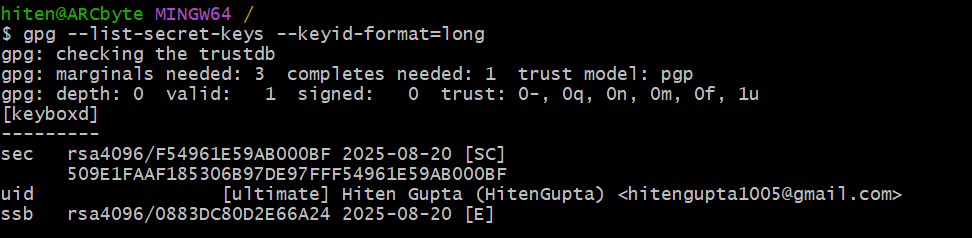 hiten@ARCbyte MINGW64 /
$ gpg --list-secret-keys --keyid-format=long
gpg: checking the trustdb
gpg: marginals needed: 3  completes needed: 1  trust model: pgp
gpg: depth: 0  valid:   1  signed:   0  trust: 0-, 0q, 0n, 0m, 0f, 1u
[keyboxd]
---------
sec   rsa4096/F54961E59AB000BF 2025-08-20 [SC]
      509E1FAAF185306B97DE97FFF54961E59AB000BF
uid                 [ultimate] Hiten Gupta (HitenGupta) <hitengupta1005@gmail.com>
ssb   rsa4096/0883DC80D2E66A24 2025-08-20 [E]